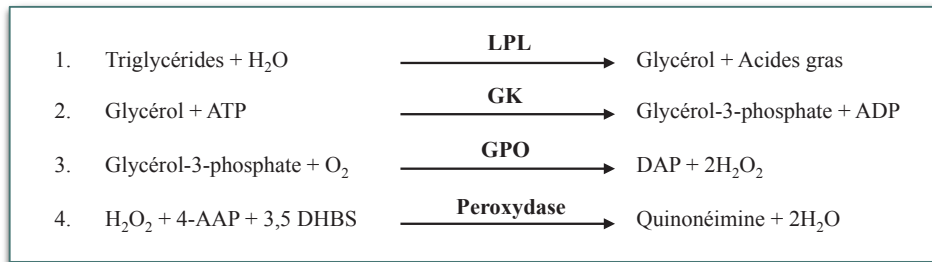 LPL
1. Triglycérides + H₂O Glycérol + Acides gras
GK
2. Glycérol + ATP Glycérol-3-phosphate + ADP
GPO
3. Glycérol-3-phosphate + O₂ DAP + 2H₂O₂
Peroxydase
4. H₂O₂ + 4-AAP + 3,5 DHBS Quinonéimine + 2H₂O